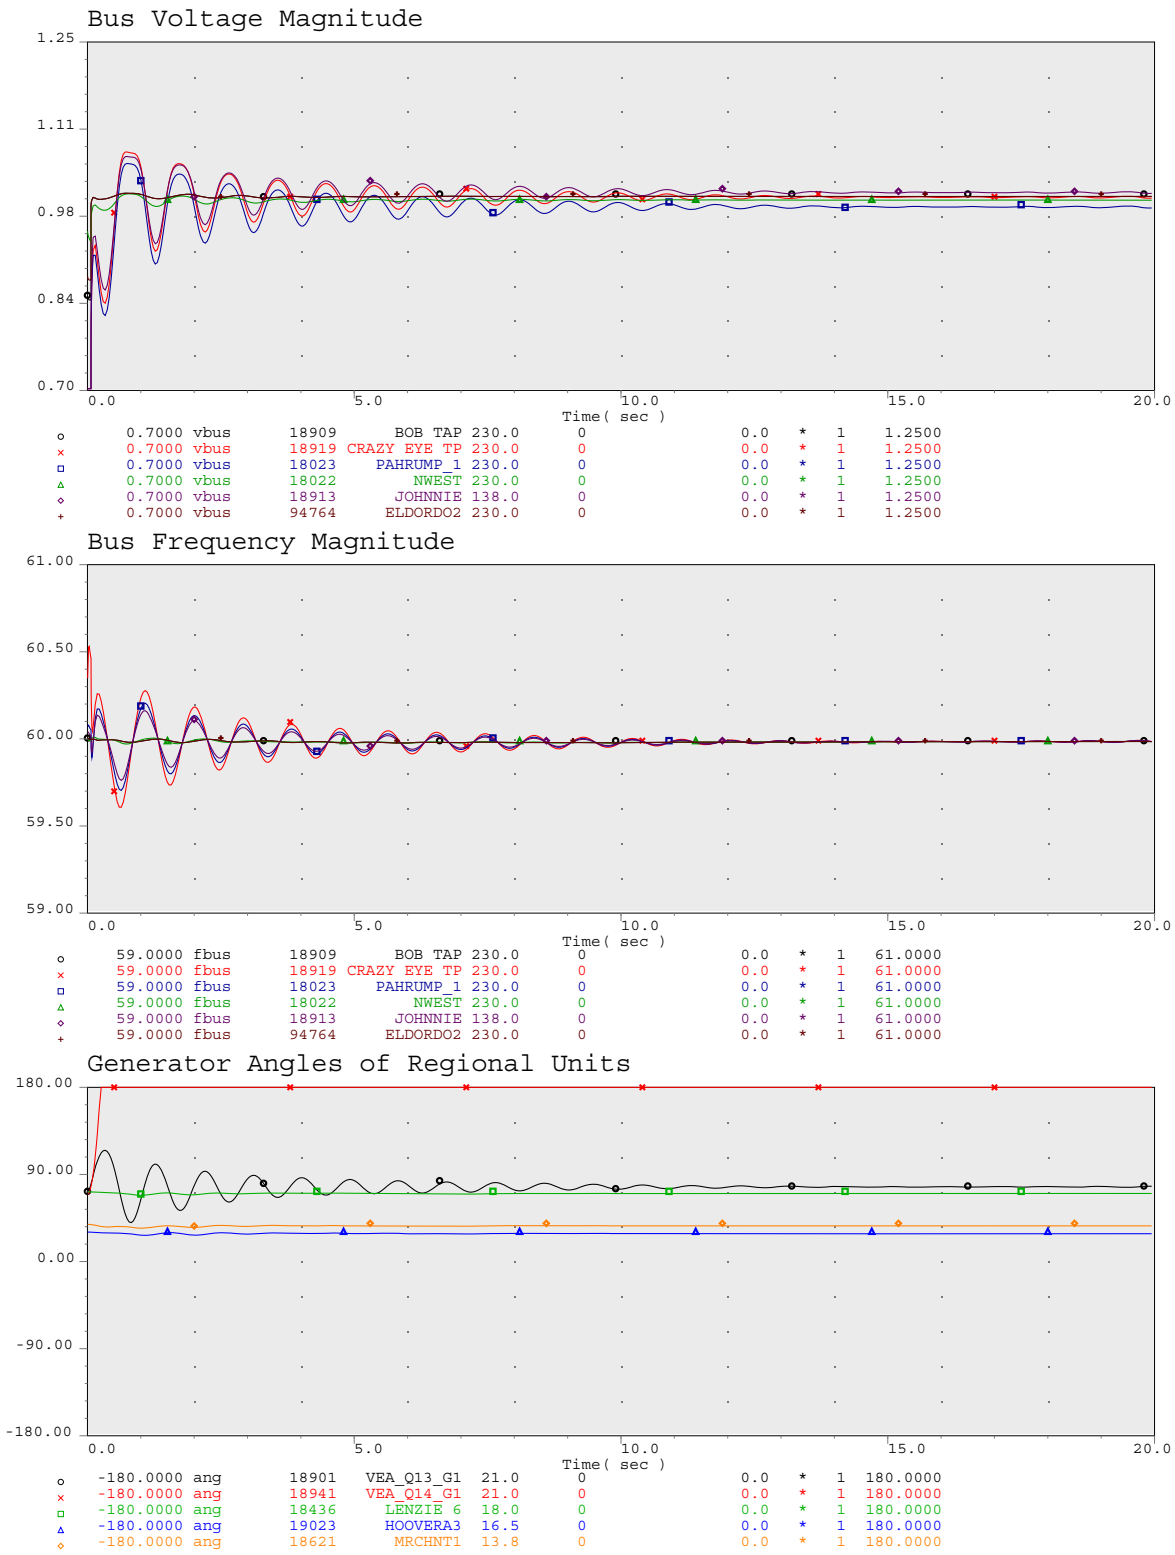 Bus Voltage Magnitude
1.25
1.11
0.98
0.84
0.70
0.0 5.0 10.0 15.0 20.0
Time( sec )
0.7000 vbus 18909 BOB TAP 230.0 0 0.0 * 1 1.2500
0.7000 vbus 18919 CRAZY EYE TP 230.0 0 0.0 * 1 1.2500
0.7000 vbus 18023 PAHRUMP_1 230.0 0 0.0 * 1 1.2500
0.7000 vbus 18022 NWEST 230.0 0 0.0 * 1 1.2500
0.7000 vbus 18913 JOHNNIE 138.0 0 0.0 * 1 1.2500
0.7000 vbus 94764 ELDORDO2 230.0 0 0.0 * 1 1.2500
Bus Frequency Magnitude
61.00
60.50
60.00
59.50
59.00
0.0 5.0 10.0 15.0 20.0
Time( sec )
59.0000 fbus 18909 BOB TAP 230.0 0 0.0 * 1 61.0000
59.0000 fbus 18919 CRAZY EYE TP 230.0 0 0.0 * 1 61.0000
59.0000 fbus 18023 PAHRUMP_1 230.0 0 0.0 * 1 61.0000
59.0000 fbus 18022 NWEST 230.0 0 0.0 * 1 61.0000
59.0000 fbus 18913 JOHNNIE 138.0 0 0.0 * 1 61.0000
59.0000 fbus 94764 ELDORDO2 230.0 0 0.0 * 1 61.0000
Generator Angles of Regional Units
180.00
90.00
0.00
-90.00
-180.00
0.0 5.0 10.0 15.0 20.0
Time( sec )
-180.0000 ang 18901 VEA_Q13_G1 21.0 0 0.0 * 1 180.0000
-180.0000 ang 18941 VEA_Q14_G1 21.0 0 0.0 * 1 180.0000
-180.0000 ang 18436 LENZIE 6 18.0 0 0.0 * 1 180.0000
-180.0000 ang 19023 HOOVERA3 16.5 0 0.0 * 1 180.0000
-180.0000 ang 18621 MRCHNT1 13.8 0 0.0 * 1 180.0000